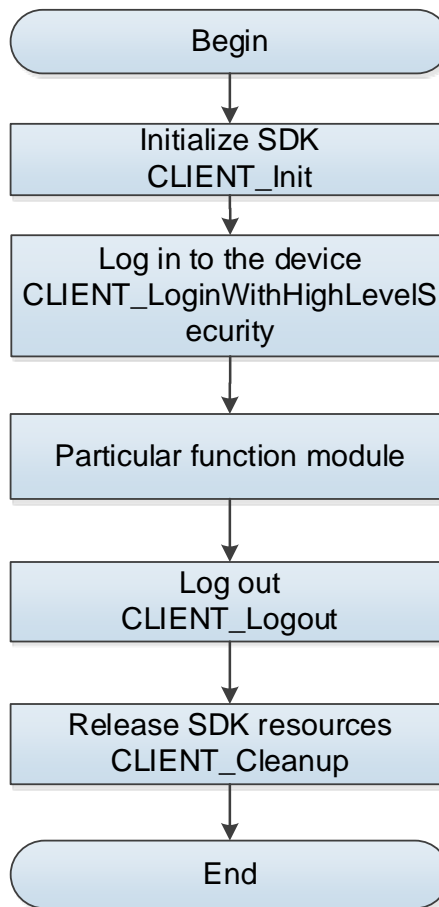 Begin
Initialize SDK
CLIENT_Init
Log in to the device
CLIENT_LoginWithHighLevelS
ecurity
Particular function module
Log out
CLIENT_Logout
Release SDK resources
CLIENT_Cleanup
End